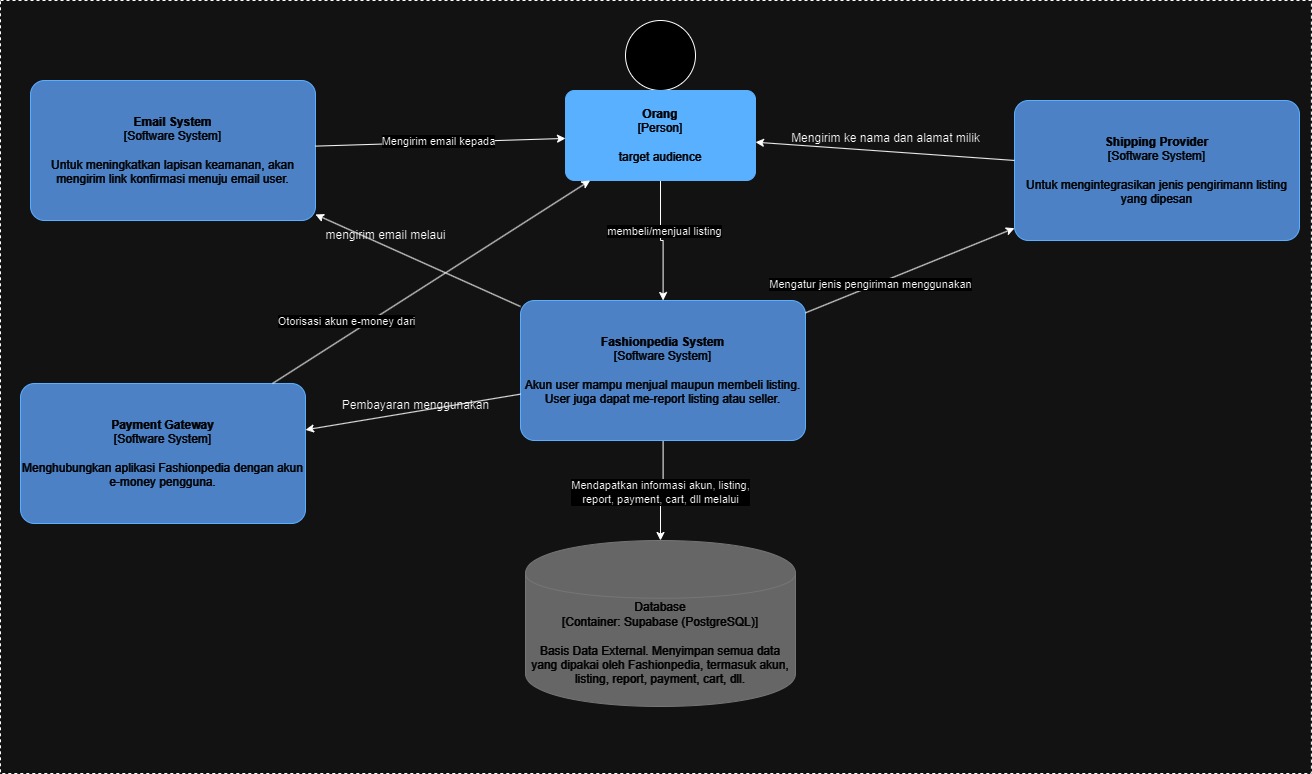 Email System
[Software System]
Untuk meningkatkan lapisan keamanan, akan
mengirim link konfirmasi menuju email user.
Mengirim email kepada
Orang
[Person]
target audience
Mengirim ke nama dan alamat milik
Shipping Provider
[Software System]
Untuk mengintegrasikan jenis pengirimann listing
yang dipesan
mengirim email melaui
membeli/menjual listing
Mengatur jenis pengiriman menggunakan
Otorisasi akun e-money dari
Fashionpedia System
[Software System]
Akun user mampu menjual maupun membeli listing.
User juga dapat me-report listing atau seller.
Pembayaran menggunakan
Payment Gateway
[Software System]
Menghubungkan aplikasi Fashionpedia dengan akun
e-money pengguna.
Mendapatkan informasi akun, listing,
report, payment, cart, dll melalui
Database
[Container: Supabase (PostgreSQL)]
Basis Data External. Menyimpan semua data
yang dipakai oleh Fashionpedia, termasuk akun,
listing, report, payment, cart, dll.